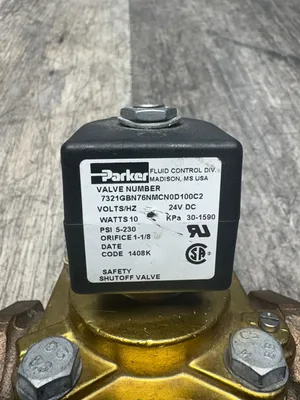 Parker FLUID CONTROL DIV.
MADISON, MS USA
VALVE NUMBER
7321GBN76NMCN0D100C2
VOLTS/HZ 24V DC
WATTS 10 KPa 30-1590
PSI 5-230
ORIFICE 1-1/8
DATE
CODE 1408K
SAFETY
SHUTOFF VALVE